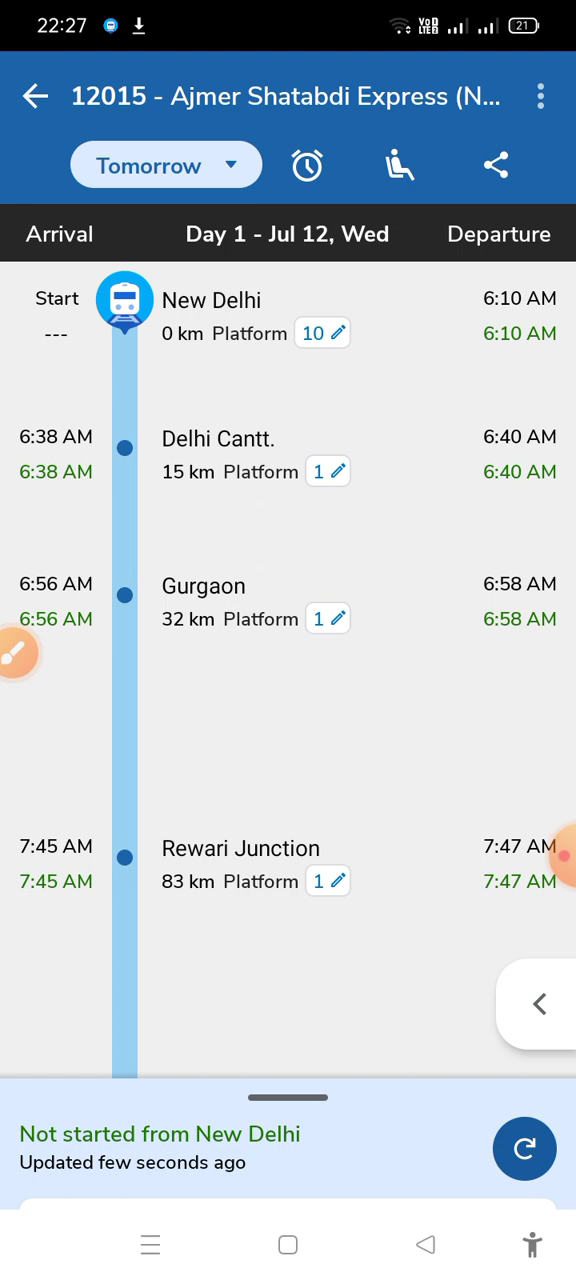 22:27
VoD
LTE2
21
12015 - Ajmer Shatabdi Express (N...
Tomorrow
Arrival Day 1 - Jul 12, Wed Departure
Start New Delhi 6:10 AM
--- 0 km Platform 10 6:10 AM
6:38 AM Delhi Cantt. 6:40 AM
6:38 AM 15 km Platform 1 6:40 AM
6:56 AM Gurgaon 6:58 AM
6:56 AM 32 km Platform 1 6:58 AM
7:45 AM Rewari Junction 7:47 AM
7:45 AM 83 km Platform 1 7:47 AM
Not started from New Delhi
Updated few seconds ago